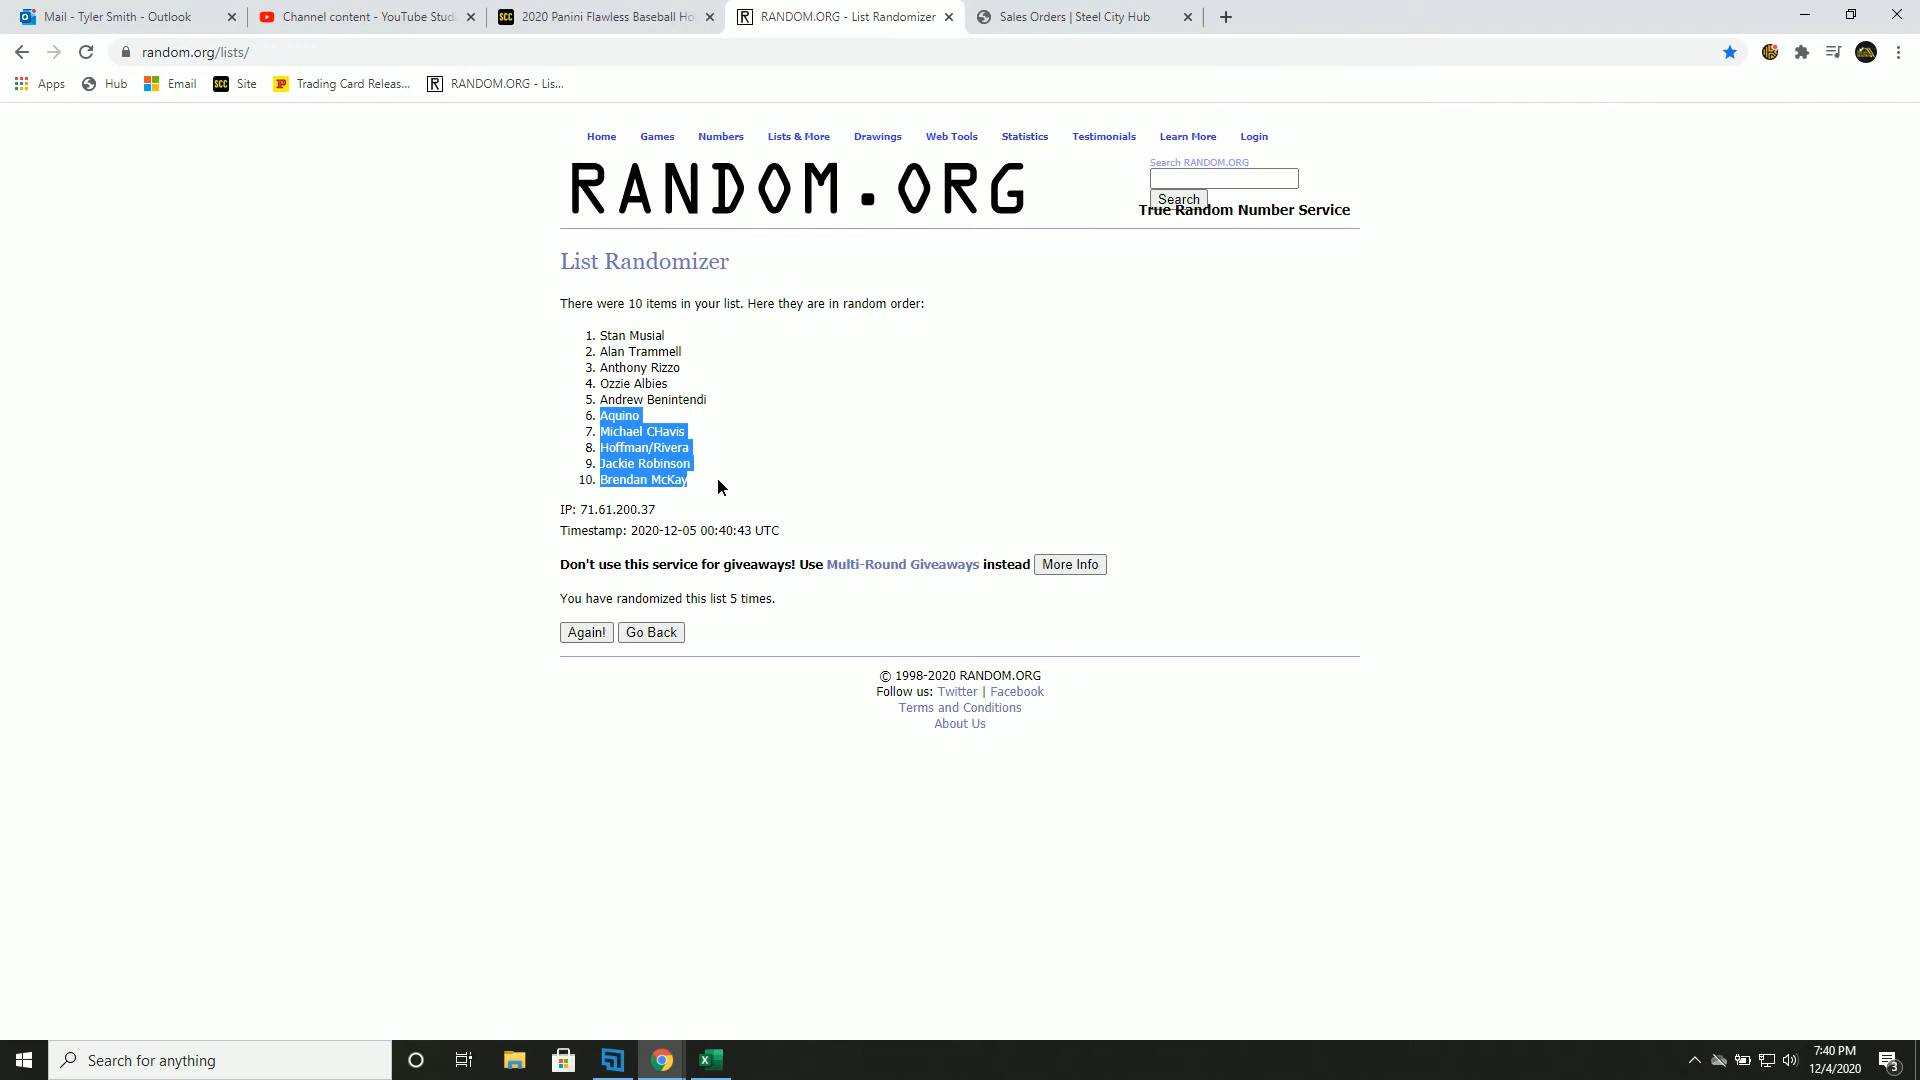 Mail - Tyler Smith - Outlook
Channel content - YouTube Stud
2020 Panini Flawless Baseball Ho
RANDOM.ORG - List Randomizer
Sales Orders | Steel City Hub
random.org/lists/
Apps
Hub
Email
SCC Site
Trading Card Releas...
RANDOM.ORG - Lis...
Home
Games
Numbers
Lists & More
Drawings
Web Tools
Statistics
Testimonials
Learn More
Login
RANDOM.ORG
Search RANDOM.ORG
Search
True Random Number Service
List Randomizer
There were 10 items in your list. Here they are in random order:
1. Stan Musial
2. Alan Trammell
3. Anthony Rizzo
4. Ozzie Albies
5. Andrew Benintendi
6. Aquino
7. Michael CHavis
8. Hoffman/Rivera
9. Jackie Robinson
10. Brendan McKay
IP: 71.61.200.37
Timestamp: 2020-12-05 00:40:43 UTC
Don't use this service for giveaways! Use Multi-Round Giveaways instead More Info
You have randomized this list 5 times.
Again! Go Back
© 1998-2020 RANDOM.ORG
Follow us: Twitter | Facebook
Terms and Conditions
About Us
Search for anything
7:40 PM
12/4/2020
3